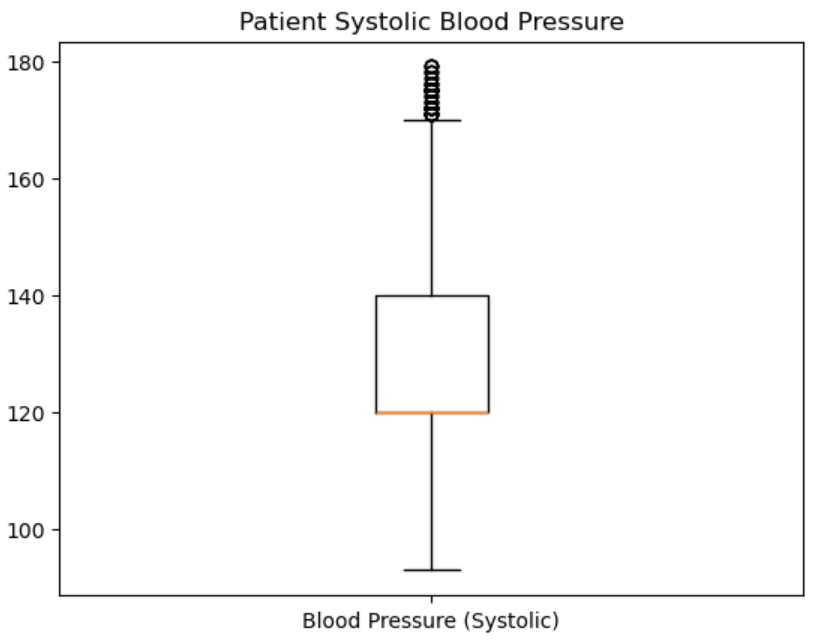 Patient Systolic Blood Pressure
180
160
140
120
100
Blood Pressure (Systolic)